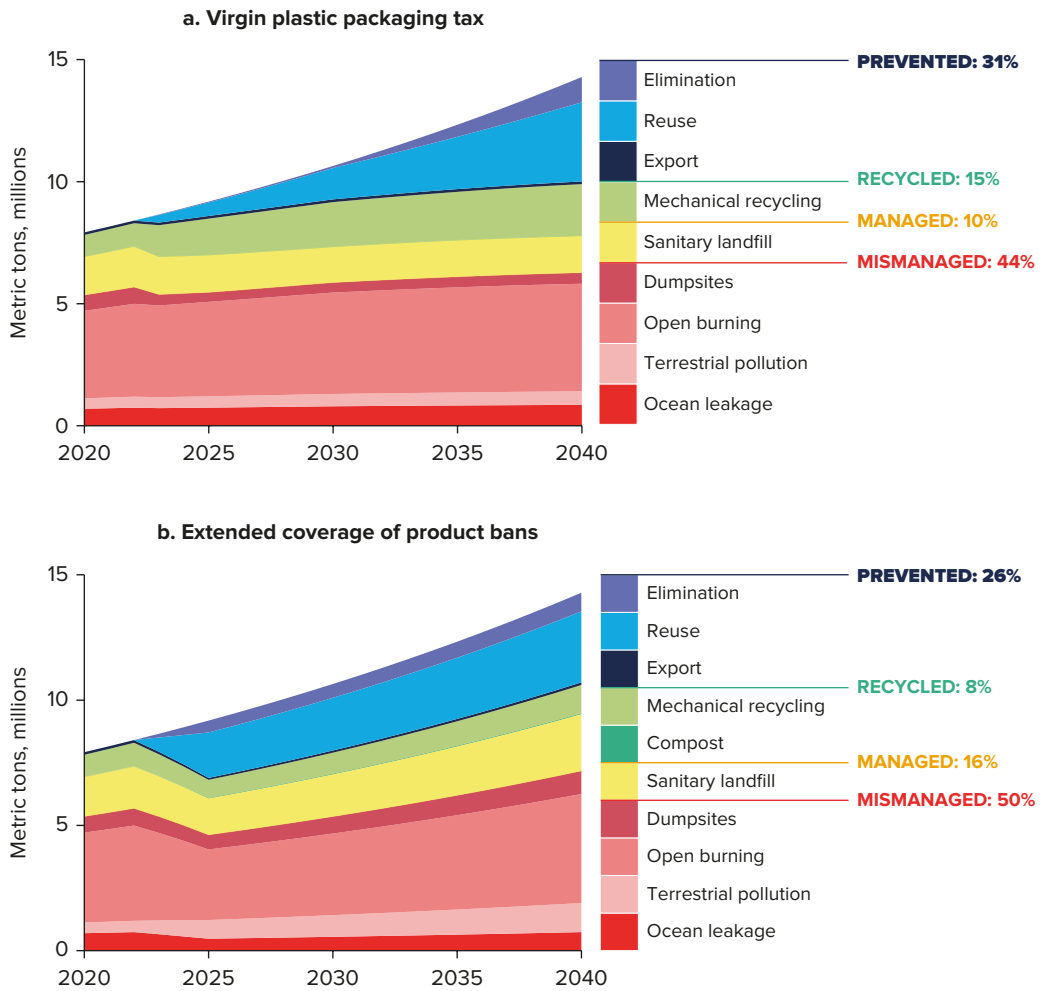 a. Virgin plastic packaging tax
Metric tons, millions
15
10
5
0
2020
2025
2030
2035
2040
PREVENTED: 31%
Elimination
Reuse
Export
RECYCLED: 15%
Mechanical recycling
MANAGED: 10%
Sanitary landfill
MISMANAGED: 44%
Dumpsites
Open burning
Terrestrial pollution
Ocean leakage
b. Extended coverage of product bans
Metric tons, millions
15
10
5
0
2020
2025
2030
2035
2040
PREVENTED: 26%
Elimination
Reuse
Export
RECYCLED: 8%
Mechanical recycling
Compost
MANAGED: 16%
Sanitary landfill
MISMANAGED: 50%
Dumpsites
Open burning
Terrestrial pollution
Ocean leakage